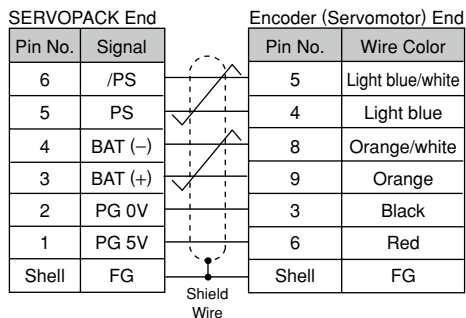 SERVOPACK End Encoder (Servomotor) End
Pin No. Signal Pin No. Wire Color
6 /PS 5 Light blue/white
5 PS 4 Light blue
4 BAT (−) 8 Orange/white
3 BAT (+) 9 Orange
2 PG 0V 3 Black
1 PG 5V 6 Red
Shell FG Shell FG
Shield
Wire